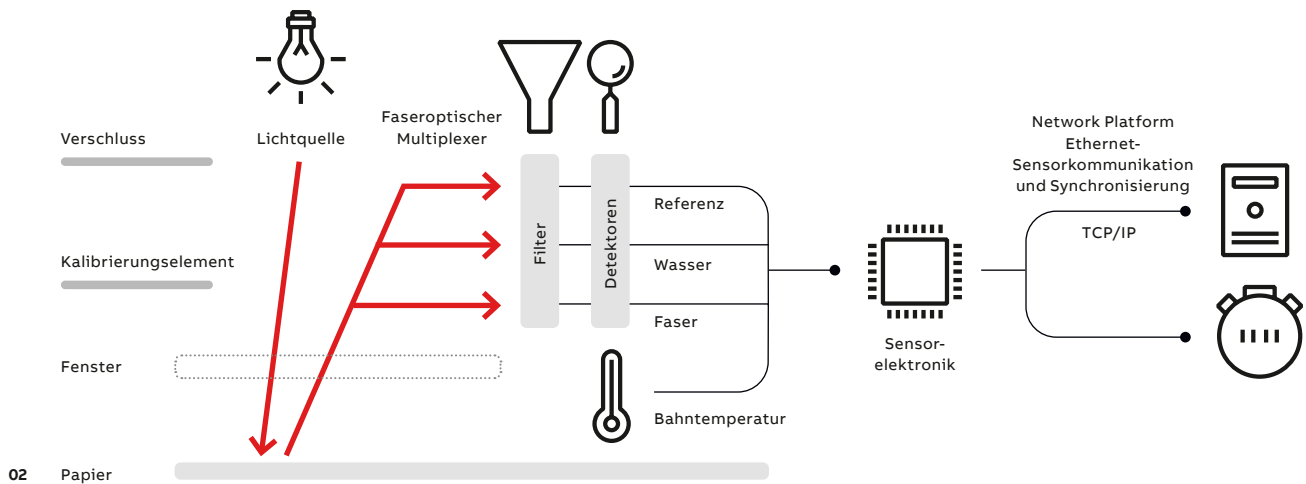 Verschluss
Lichtquelle
Faseroptischer
Multiplexer
Filter
Detektoren
Referenz
Wasser
Faser
Bahntemperatur
Kalibrierungselement
Fenster
02 Papier
Sensor-
elektronik
Network Platform
Ethernet-
Sensorkommunikation
und Synchronisierung
TCP/IP